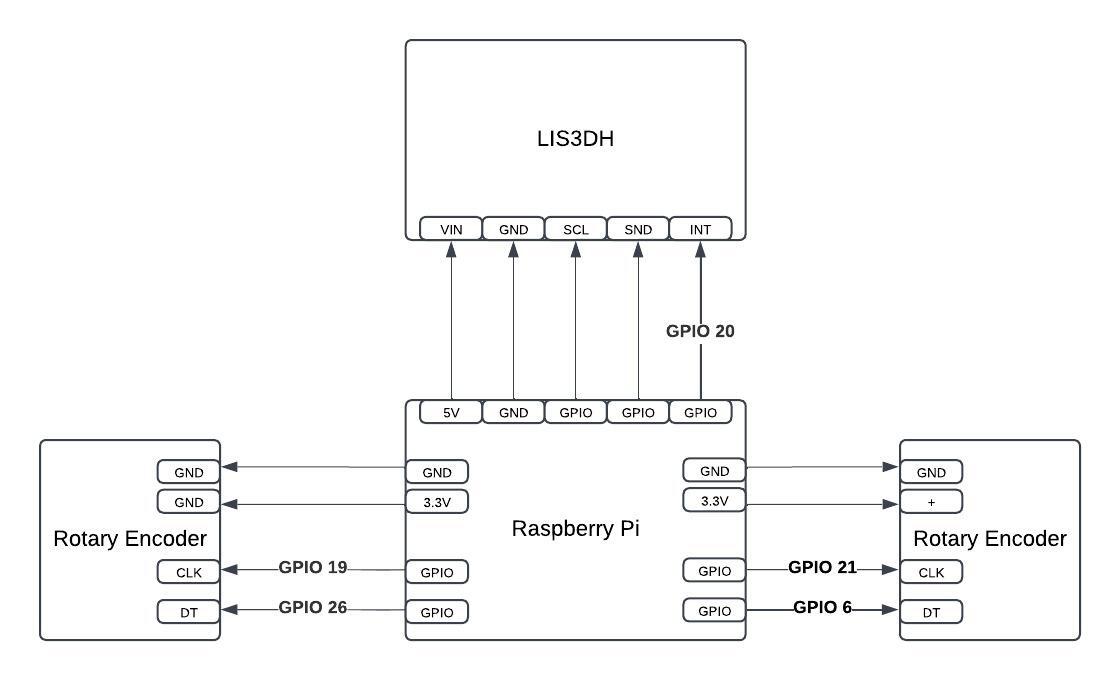 LIS3DH
VIN GND SCL SND INT
GPIO 20
5V GND GPIO GPIO GPIO
GND GND GND GND
GND 3.3V 3.3V +
Rotary Encoder Raspberry Pi Rotary Encoder
CLK GPIO 19 GPIO GPIO GPIO 21 CLK
DT GPIO 26 GPIO GPIO GPIO 6 DT